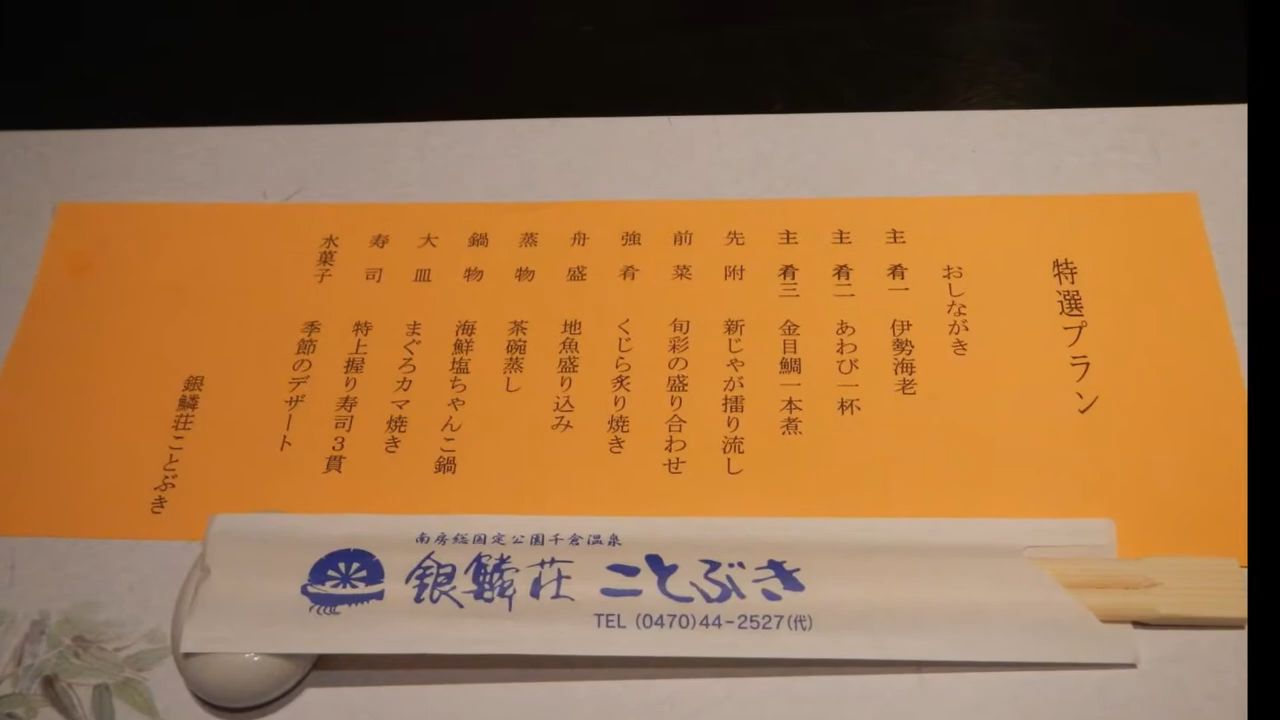 特選プラン
おしながき
主肴一 伊勢海老
主肴二 あわび一杯
主肴三 金目鯛一本煮
先附 新じゃが擂り流し
前菜 旬彩の盛り合わせ
強肴 くじら炙り焼き
舟盛 地魚盛り込み
蒸物 茶碗蒸し
鍋物 海鮮塩ちゃんこ鍋
大皿 まぐろカマ焼き
寿司 特上握り寿司3貫
水菓子 季節のデザート
銀鱗荘ことぶき
南房総国定公園千倉温泉
銀鱗荘 ことぶき
TEL (0470)44-2527(代)